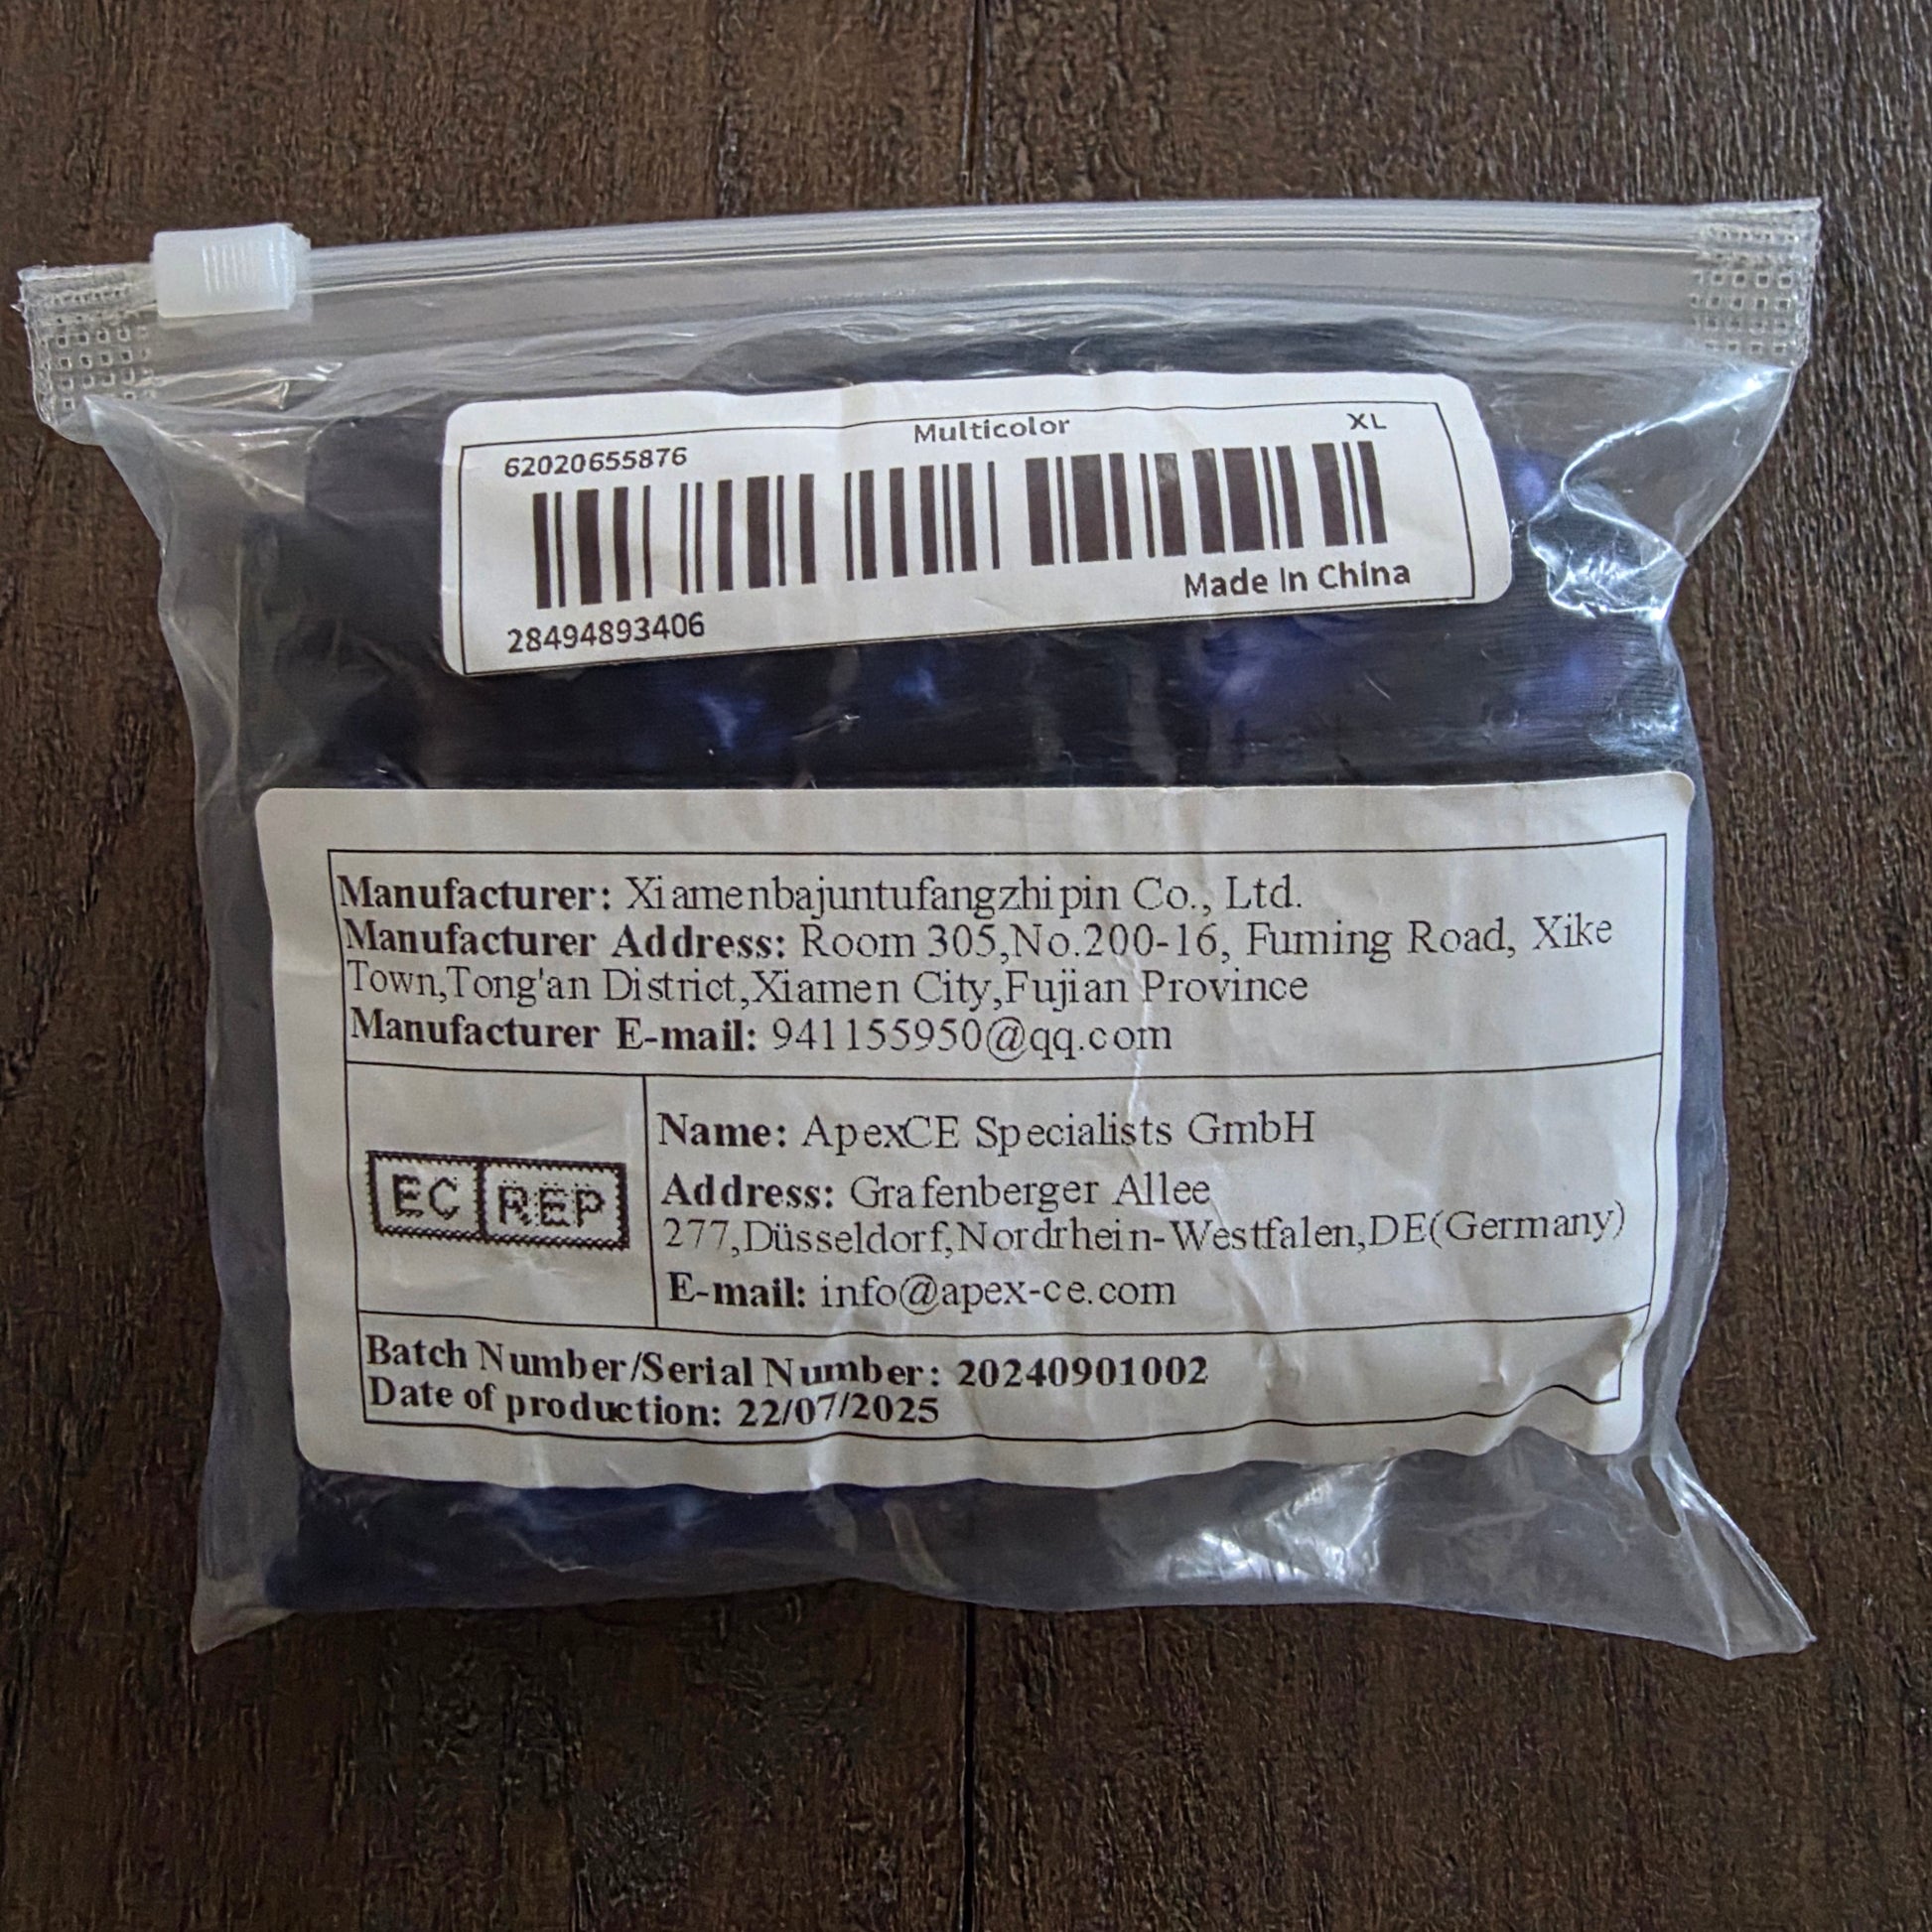 62020655876 Multicolor XL
28494893406 Made In China
Manufacturer: Xiamenbajuntufangzhipin Co., Ltd.
Manufacturer Address: Room 305,No.200-16, Fuming Road, Xike
Town,Tong'an District,Xiamen City,Fujian Province
Manufacturer E-mail: 941155950@qq.com
EC REP
Name: ApexCE Specialists GmbH
Address: Grafenberger Allee
277,Düsseldorf,Nordrhein-Westfalen,DE(Germany)
E-mail: info@apex-ce.com
Batch Number/Serial Number: 20240901002
Date of production: 22/07/2025